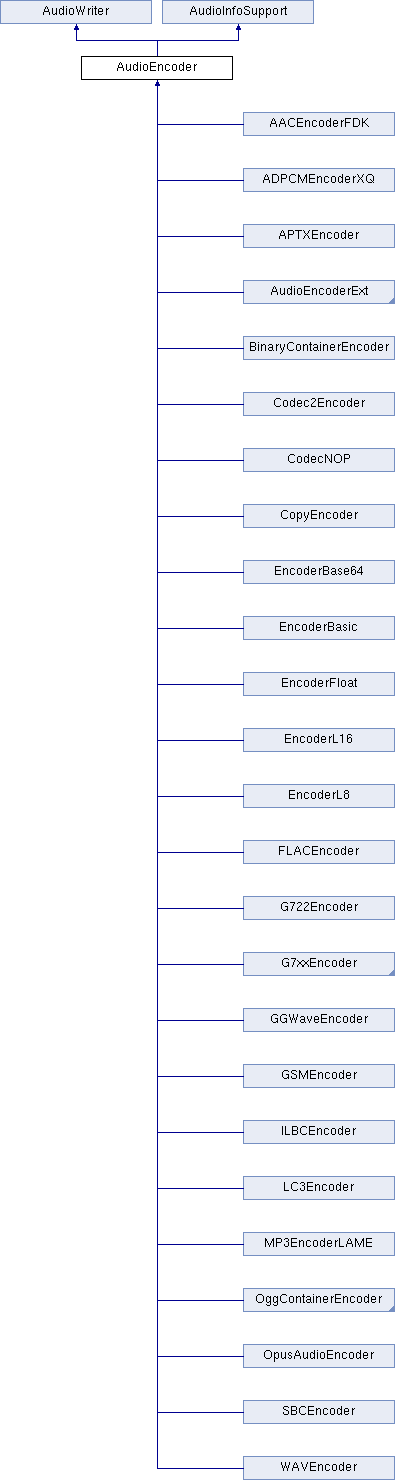 AudioWriter
AudioInfoSupport
AudioEncoder
AACEncoderFDK
ADPCMEncoderXQ
APTXEncoder
AudioEncoderExt
BinaryContainerEncoder
Codec2Encoder
CodecNOP
CopyEncoder
EncoderBase64
EncoderBasic
EncoderFloat
EncoderL16
EncoderL8
FLACEncoder
G722Encoder
G7xxEncoder
GGWaveEncoder
GSMEncoder
ILBCEncoder
LC3Encoder
MP3EncoderLAME
OggContainerEncoder
OpusAudioEncoder
SBCEncoder
WAVEncoder